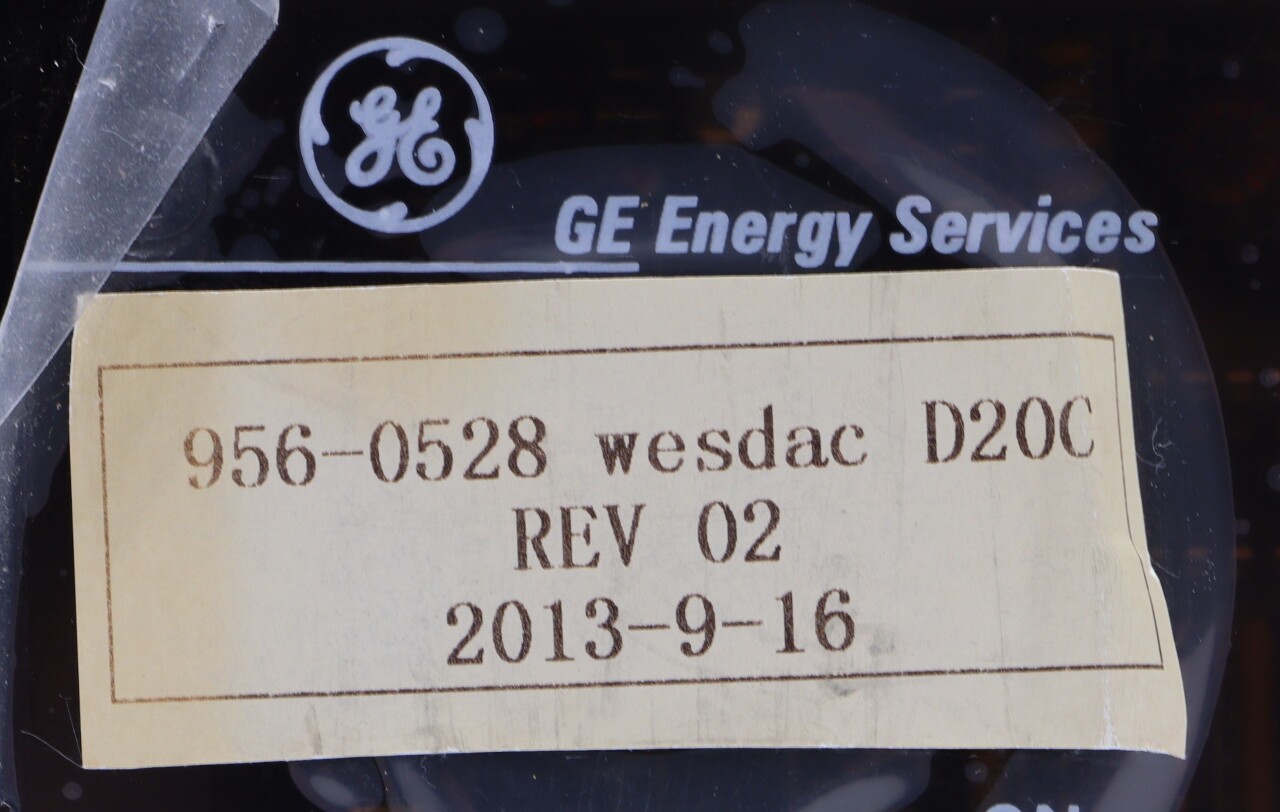 GE
GE Energy Services
956-0528 wesdac D20C
REV 02
2013-9-16